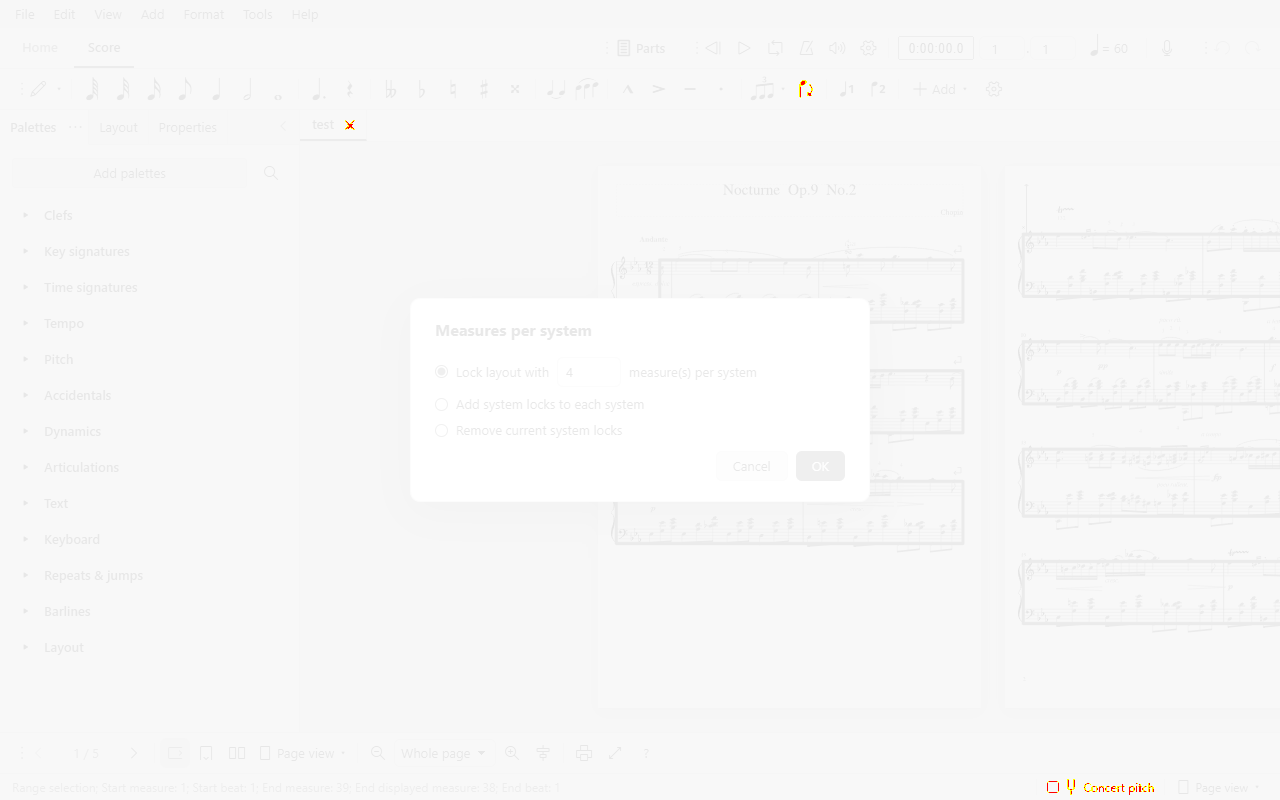 File Edit View Add Format Tools Help
Home Score Parts 0:00:00.0 1 . 1 = 60
Add
Palettes Layout Properties test
Add palettes
Clefs
Key signatures
Time signatures
Tempo
Pitch
Accidentals
Dynamics
Articulations
Text
Keyboard
Repeats & jumps
Barlines
Layout
Nocturne Op.9 No.2
Chopin
Measures per system
Lock layout with 4 measure(s) per system
Add system locks to each system
Remove current system locks
Cancel OK
1 / 5 Page view Whole page ?
Range selection: Start measure: 1; Start beat: 1; End measure: 39; End displayed measure: 38; End beat: 1 Concert pitch Page view